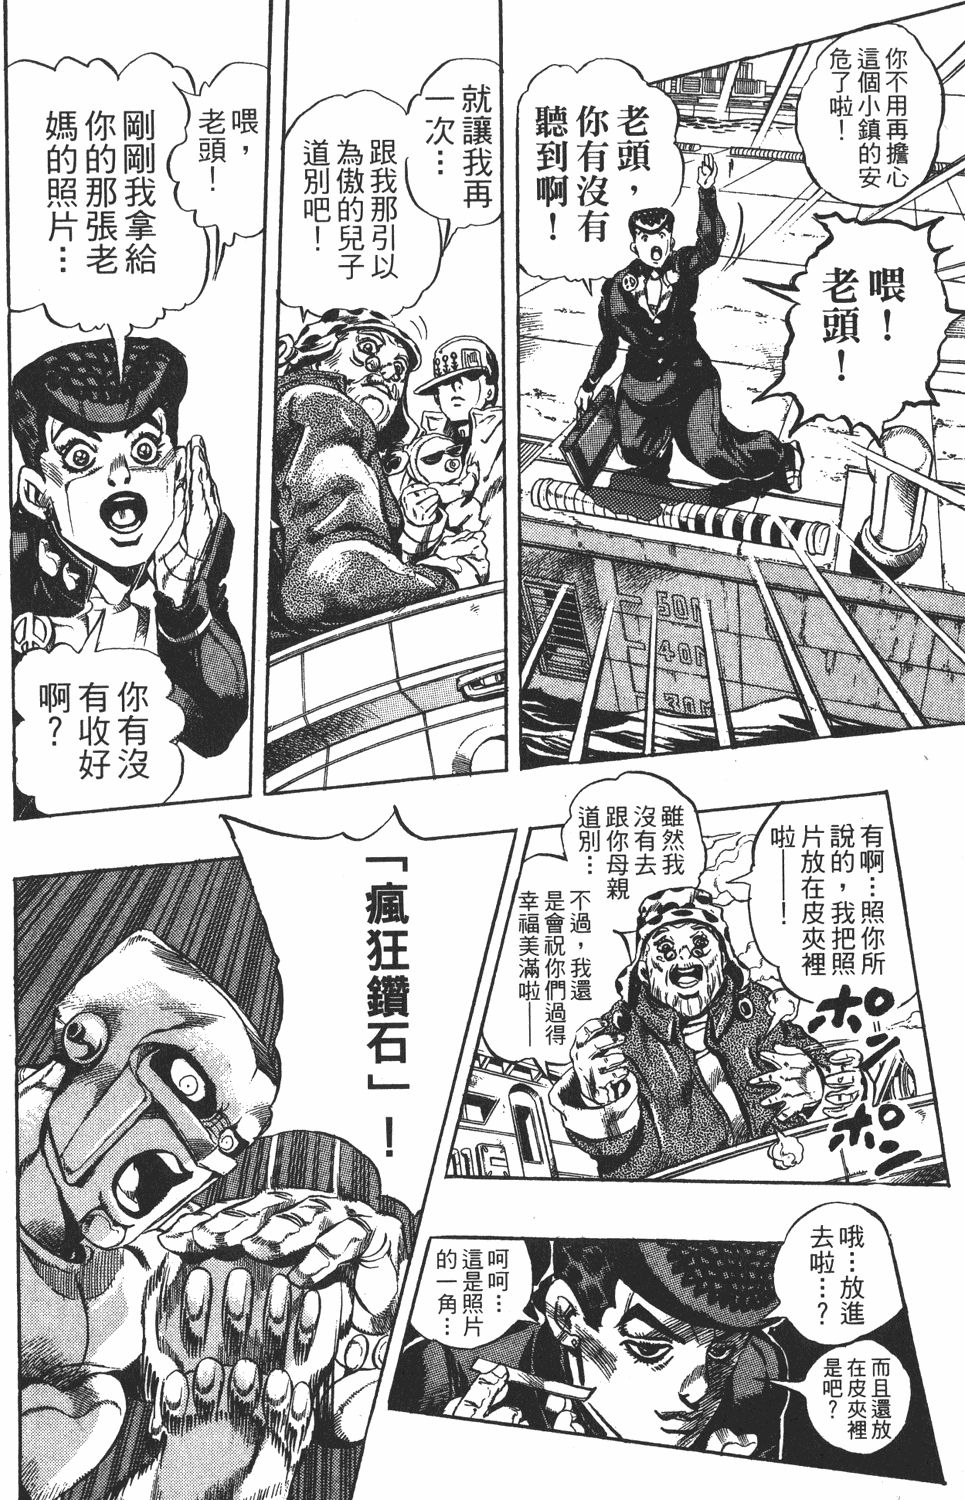 你不用再擔心
這個小鎮的安
危了啦！
喂！
老頭！
老頭，
你有沒有
聽到啊！
50M
40M
30M
就讓我再
一次…
跟我那引以
為傲的兒子
道別吧！
喂，
老頭！
剛剛我拿給
你的那張老
媽的照片…
你有沒
有收好
啊？
有啊…照你所
說的，我把照
片放在皮夾裡
啦——！
雖然我
沒有去
跟你母親
道別…
不過，我還
是會祝你們過得
幸福美滿啦——
ポン
ポン
哦…放進
去啦…？
而且還放
在皮夾裡
是吧？
呵呵…
這是照片
的一角…
「瘋狂鑽石」！